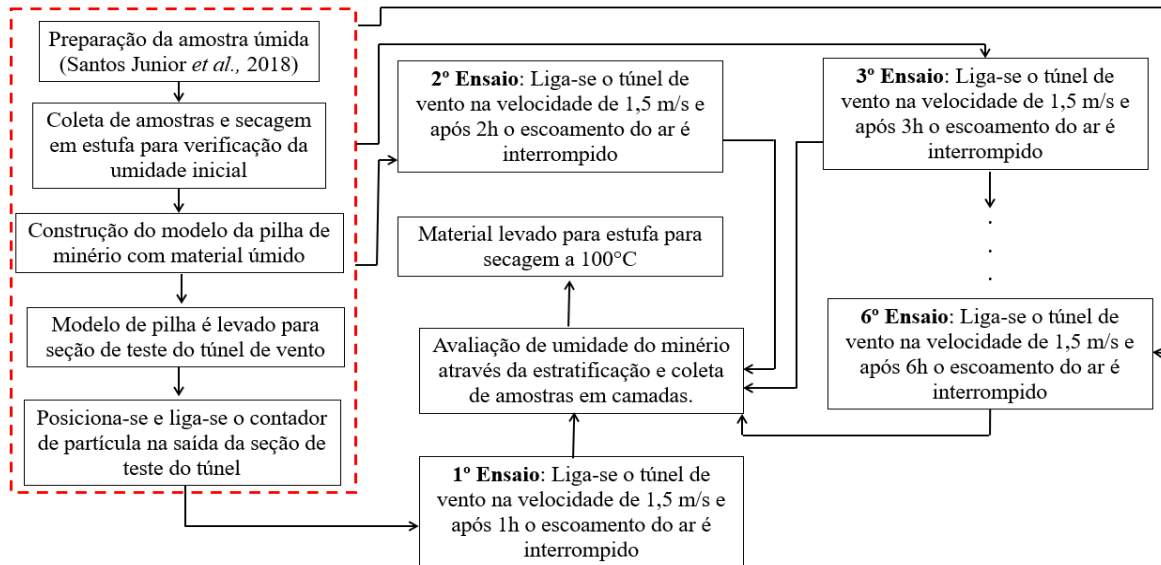 Preparação da amostra úmida
(Santos Junior et al., 2018)
Coleta de amostras e secagem
em estufa para verificação da
umidade inicial
Construção do modelo da pilha de
minério com material úmido
Modelo de pilha é levado para
seção de teste do túnel de vento
Posiciona-se e liga-se o contador
de partícula na saída da seção de
teste do túnel
2º Ensaio: Liga-se o túnel de
vento na velocidade de 1,5 m/s e
após 2h o escoamento do ar é
interrompido
Material levado para estufa para
secagem a 100°C
Avaliação de umidade do minério
através da estratificação e coleta
de amostras em camadas.
1º Ensaio: Liga-se o túnel de
vento na velocidade de 1,5 m/s e
após 1h o escoamento do ar é
interrompido
3º Ensaio: Liga-se o túnel de
vento na velocidade de 1,5 m/s e
após 3h o escoamento do ar é
interrompido
.
.
.
6º Ensaio: Liga-se o túnel de
vento na velocidade de 1,5 m/s e
após 6h o escoamento do ar é
interrompido